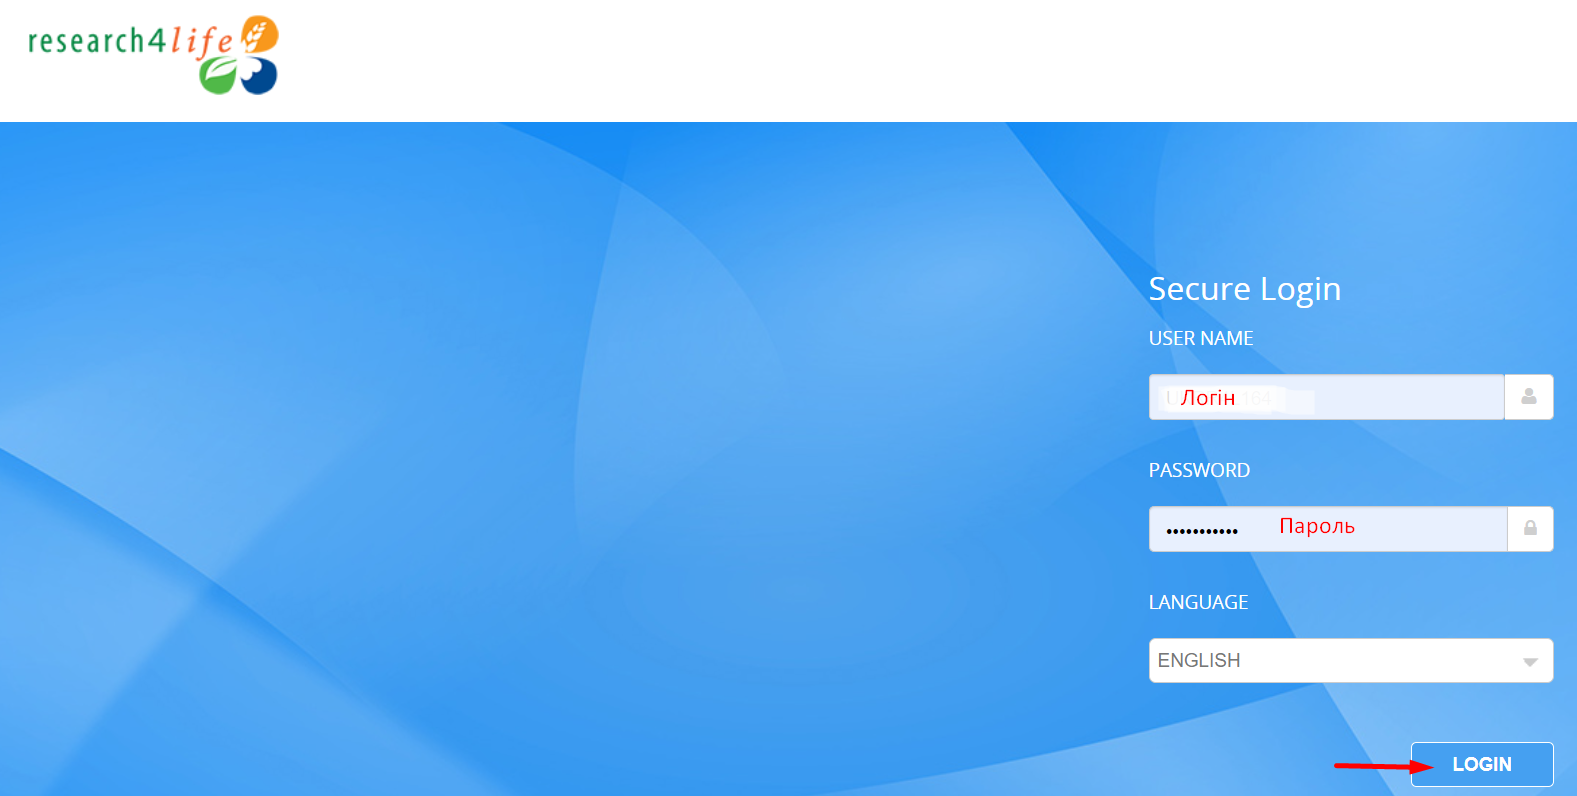 research4life
Secure Login
USER NAME
Логін
PASSWORD
Пароль
LANGUAGE
ENGLISH
LOGIN